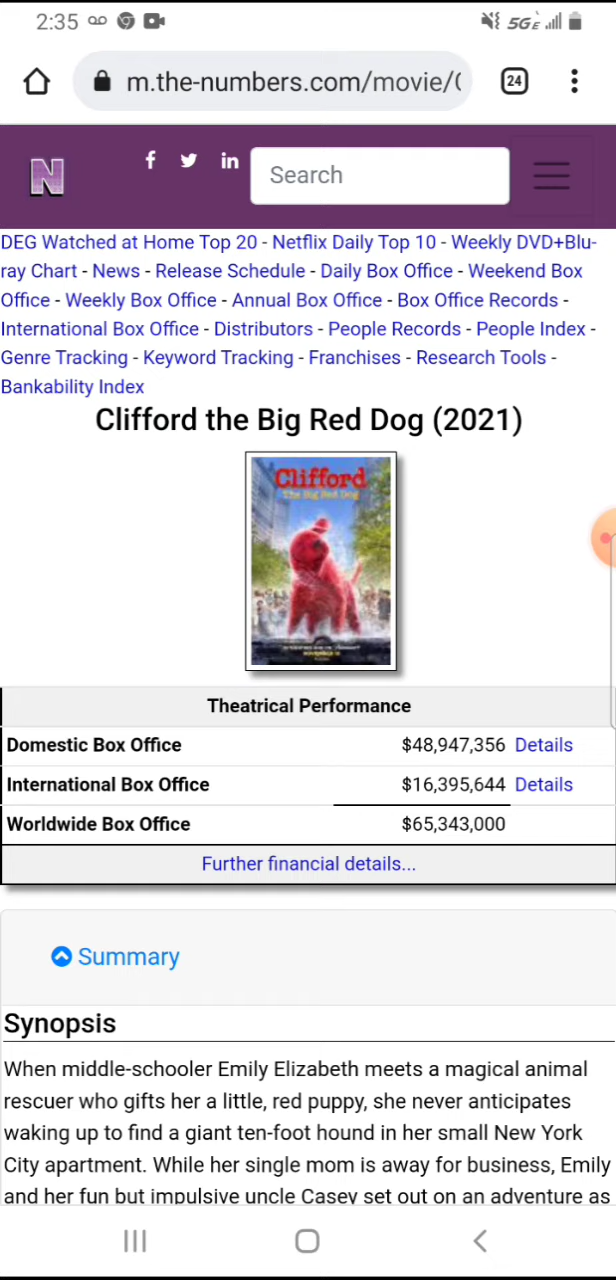 2:35
5GE
m.the-numbers.com/movie/(
24
N
f
in
Search
DEG Watched at Home Top 20 - Netflix Daily Top 10 - Weekly DVD+Blu-
ray Chart - News - Release Schedule - Daily Box Office - Weekend Box
Office - Weekly Box Office - Annual Box Office - Box Office Records -
International Box Office - Distributors - People Records - People Index -
Genre Tracking - Keyword Tracking - Franchises - Research Tools -
Bankability Index
Clifford the Big Red Dog (2021)
Clifford
The Big Red Dog
Theatrical Performance
Domestic Box Office $48,947,356 Details
International Box Office $16,395,644 Details
Worldwide Box Office $65,343,000
Further financial details...
Summary
Synopsis
When middle-schooler Emily Elizabeth meets a magical animal
rescuer who gifts her a little, red puppy, she never anticipates
waking up to find a giant ten-foot hound in her small New York
City apartment. While her single mom is away for business, Emily
and her fun but impulsive uncle Casey set out on an adventure as